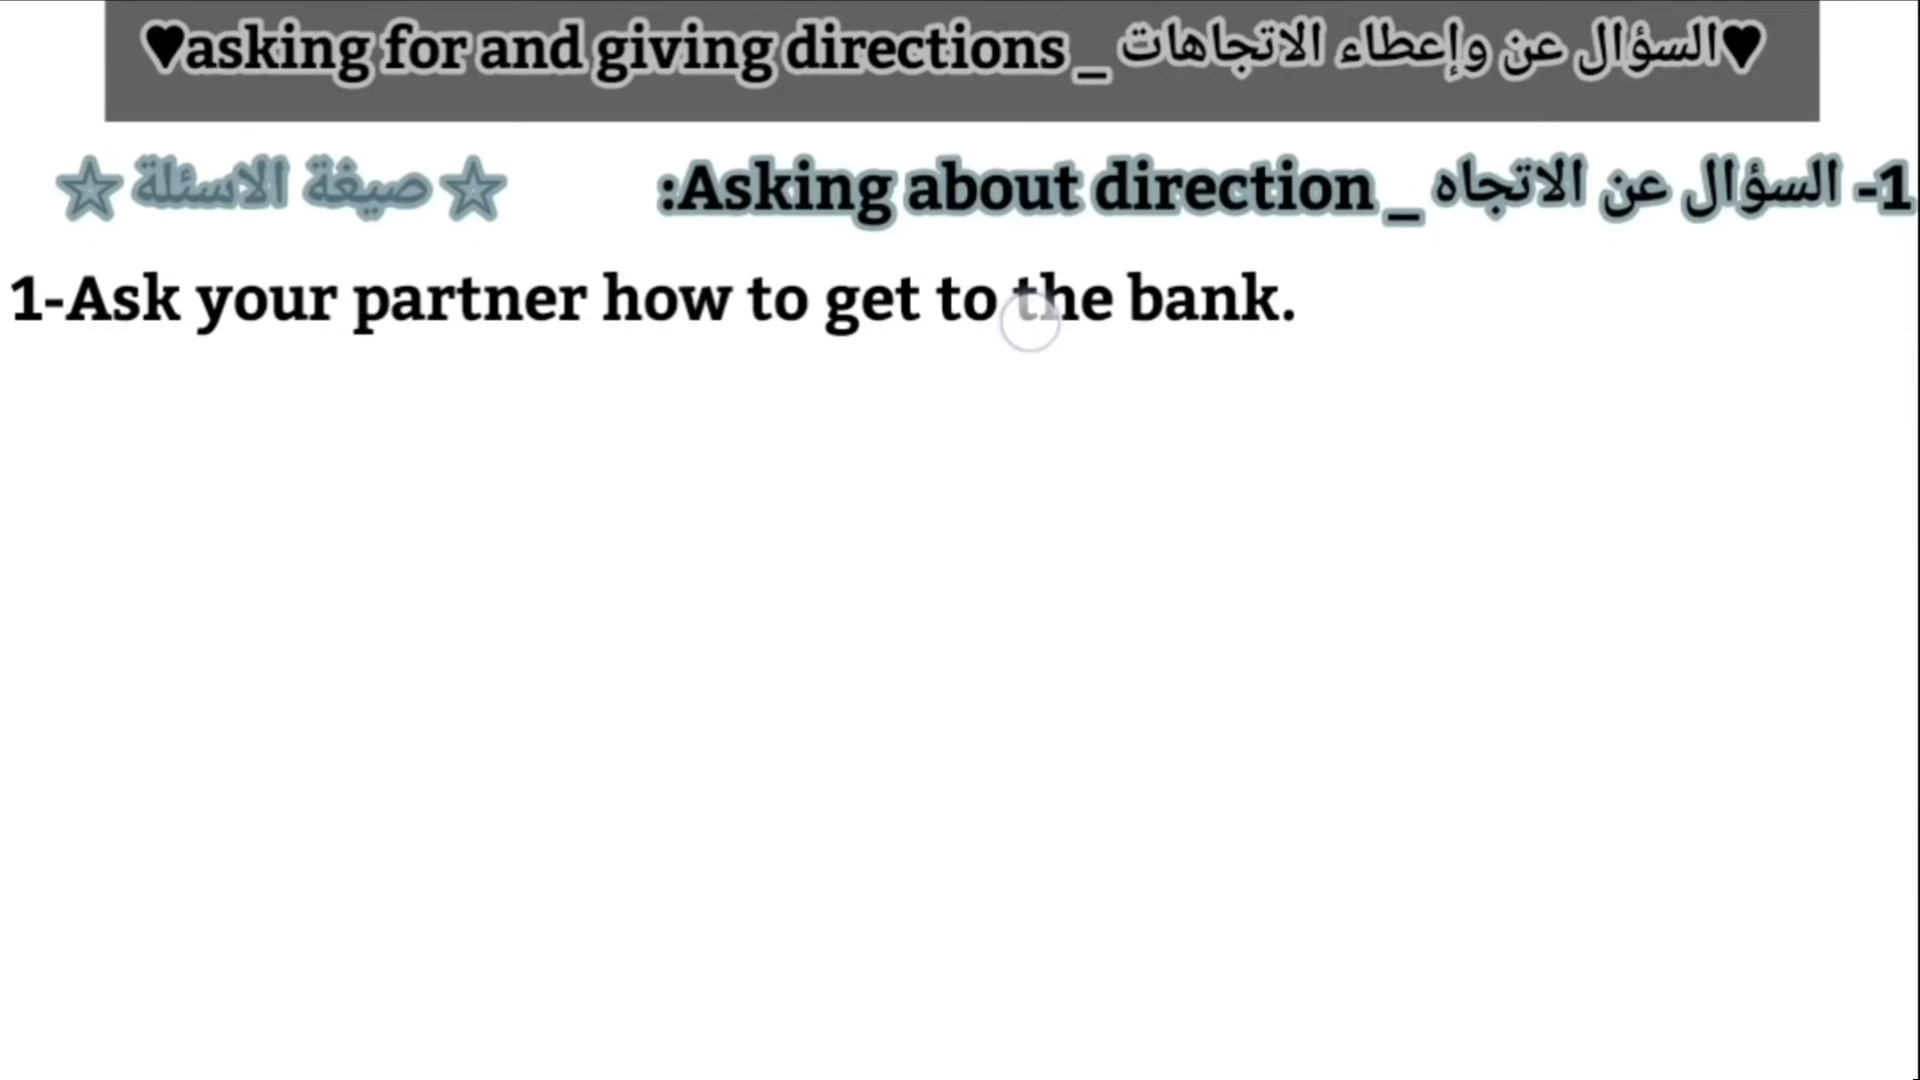 ♥السؤال عن وإعطاء الاتجاهات _ asking for and giving directions♥
1- السؤال عن الاتجاه _ Asking about direction:
☆ صيغة الاسئلة ☆
1-Ask your partner how to get to the bank.